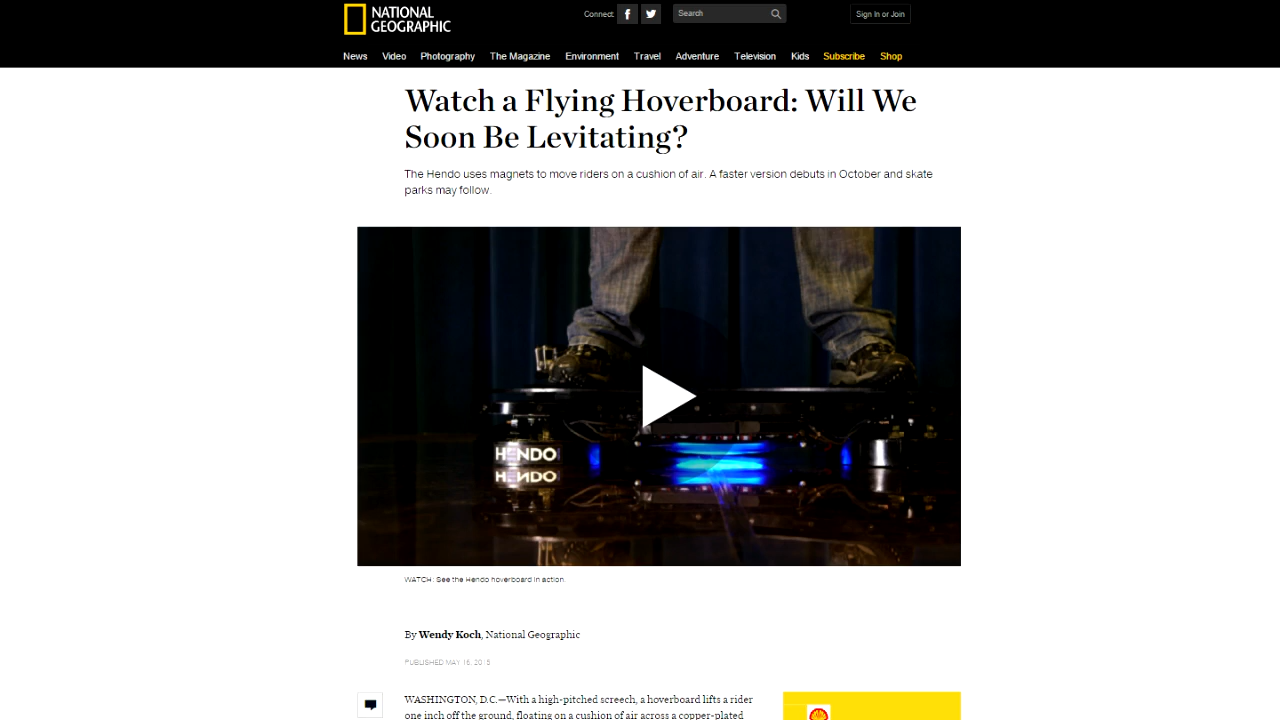 NATIONAL
GEOGRAPHIC
Connect
Search
Sign In or Join
News Video Photography The Magazine Environment Travel Adventure Television Kids Subscribe Shop
Watch a Flying Hoverboard: Will We
Soon Be Levitating?
The Hendo uses magnets to move riders on a cushion of air. A faster version debuts in October and skate
parks may follow.
HENDO
WATCH: See the Hendo hoverboard in action.
By Wendy Koch, National Geographic
PUBLISHED MAY 16, 2015
WASHINGTON, D.C.—With a high-pitched screech, a hoverboard lifts a rider
one inch off the ground, floating on a cushion of air across a copper-plated